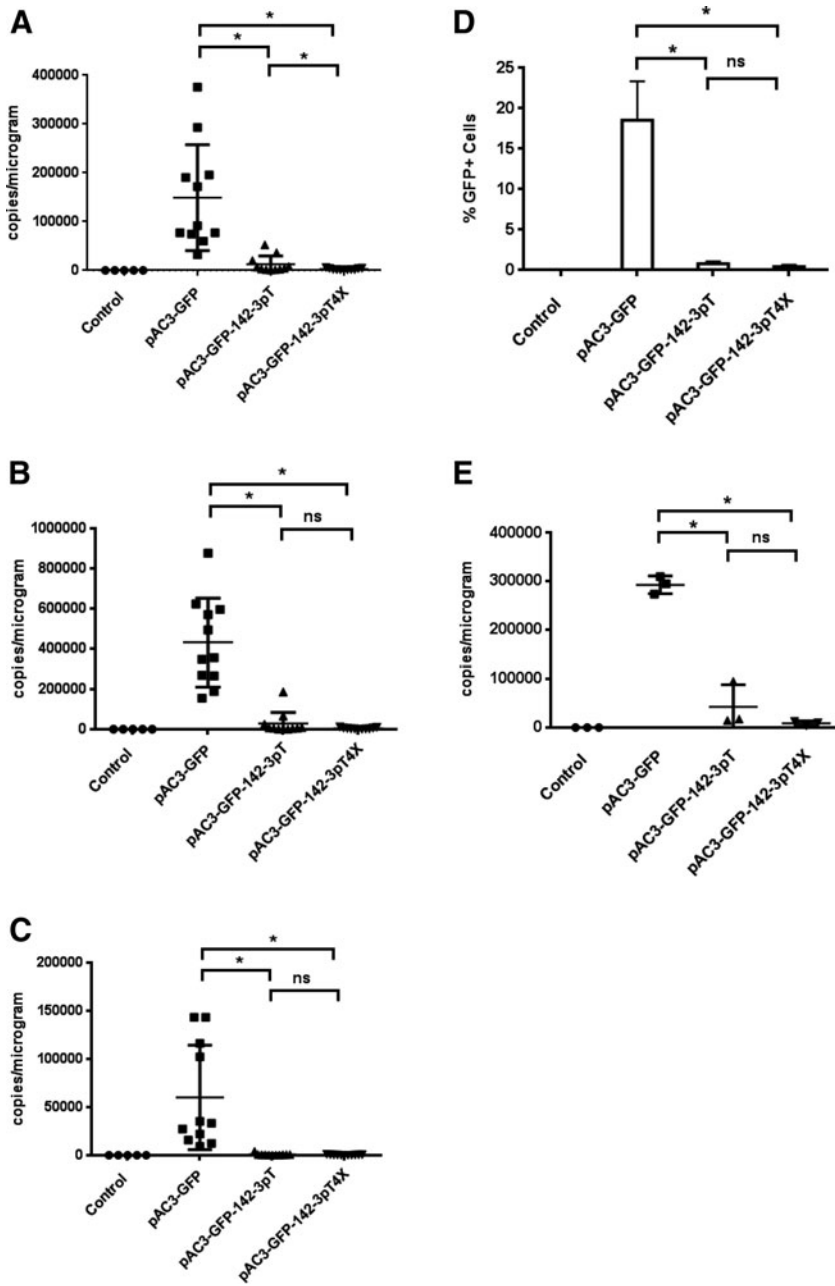 A
*
*
*
400000
300000
200000
100000
0
copies/microgram
Control
pAC3-GFP
pAC3-GFP-142-3pT
pAC3-GFP-142-3pT4X
D
*
*
ns
25
20
15
10
5
0
% GFP+ Cells
Control
pAC3-GFP
pAC3-GFP-142-3pT
pAC3-GFP-142-3pT4X
B
*
*
ns
1000000
800000
600000
400000
200000
0
copies/microgram
Control
pAC3-GFP
pAC3-GFP-142-3pT
pAC3-GFP-142-3pT4X
E
*
*
ns
400000
300000
200000
100000
0
copies/microgram
Control
pAC3-GFP
pAC3-GFP-142-3pT
pAC3-GFP-142-3pT4X
C
*
*
ns
200000
150000
100000
50000
0
copies/microgram
Control
pAC3-GFP
pAC3-GFP-142-3pT
pAC3-GFP-142-3pT4X